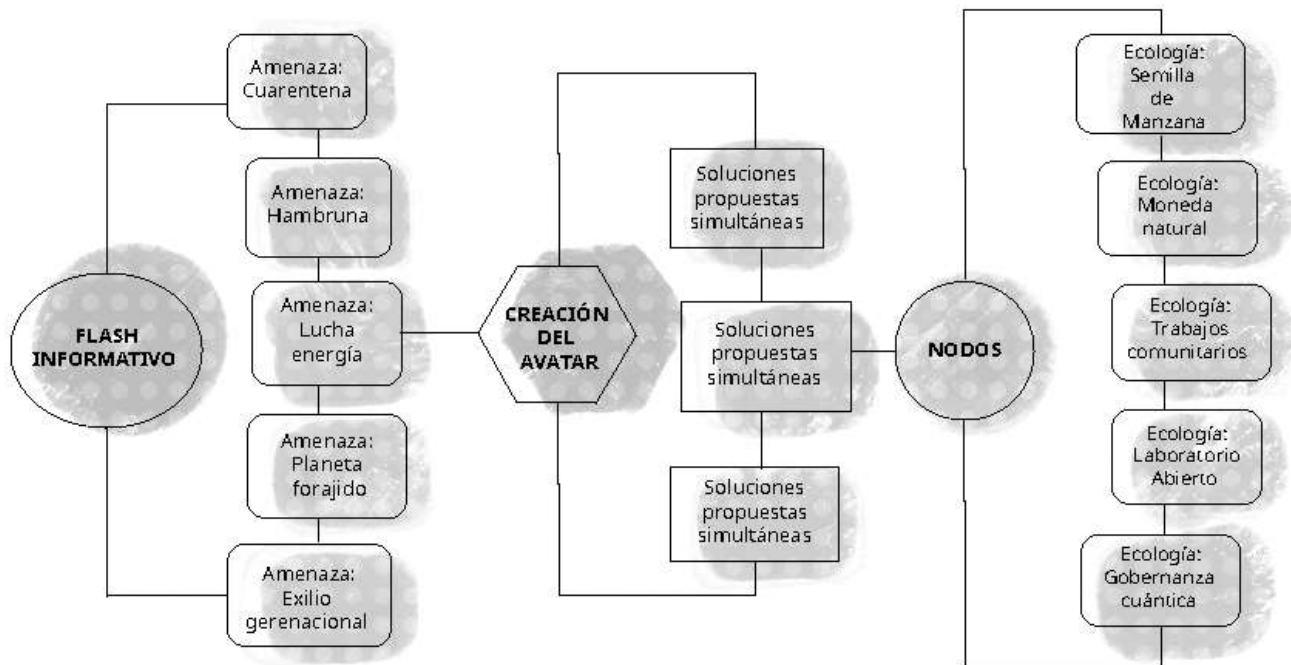 FLASH
INFORMATIVO
Amenaza:
Cuarentena
Amenaza:
Hambruna
Amenaza:
Lucha
energía
Amenaza:
Planeta
forajido
Amenaza:
Exilio
gerenacional
CREACIÓN
DEL
AVATAR
Soluciones
propuestas
simultáneas
Soluciones
propuestas
simultáneas
Soluciones
propuestas
simultáneas
NODOS
Ecología:
Semilla
de
Manzana
Ecología:
Moneda
natural
Ecología:
Trabajos
comunitarios
Ecología:
Laboratorio
Abierto
Ecología:
Gobernanza
cuántica